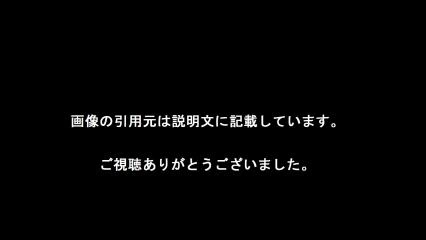 画像の引用元は説明文に記載しています。
ご視聴ありがとうございました。